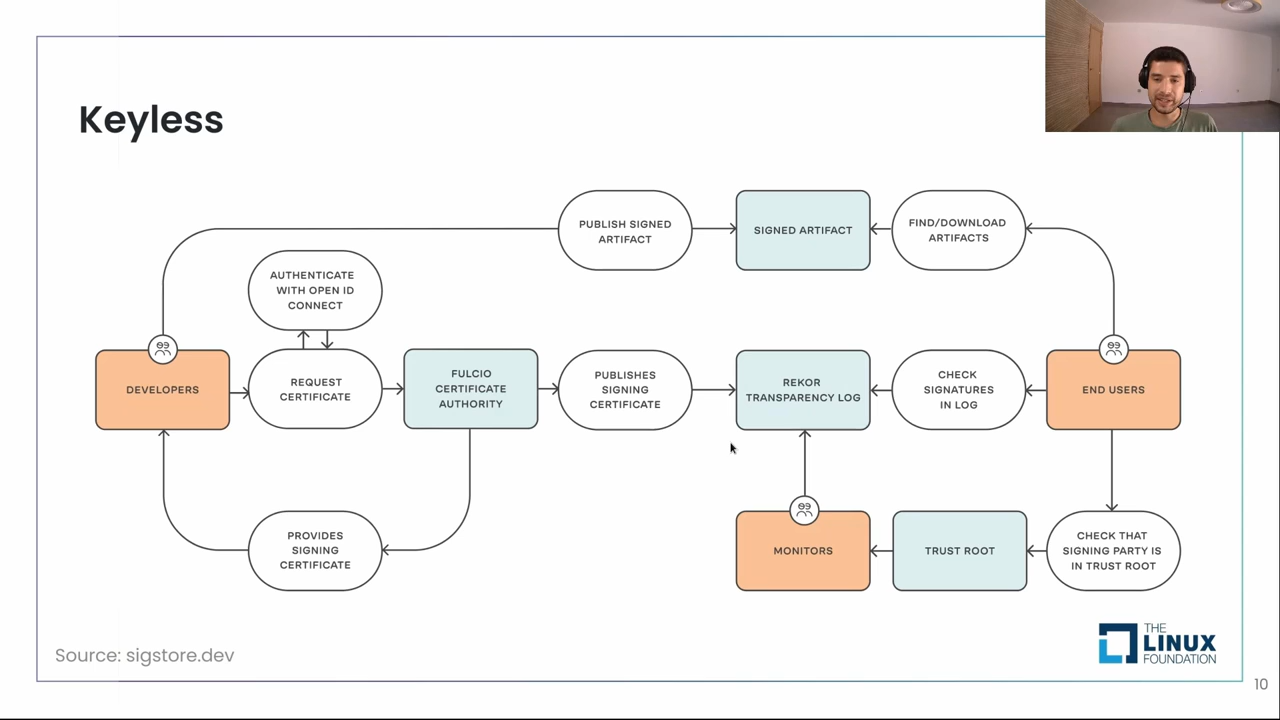 Keyless
PUBLISH SIGNED
ARTIFACT
SIGNED ARTIFACT
FIND/DOWNLOAD
ARTIFACTS
AUTHENTICATE
WITH OPEN ID
CONNECT
DEVELOPERS
REQUEST
CERTIFICATE
FULCIO
CERTIFICATE
AUTHORITY
PUBLISHES
SIGNING
CERTIFICATE
REKOR
TRANSPARENCY LOG
CHECK
SIGNATURES
IN LOG
END USERS
PROVIDES
SIGNING
CERTIFICATE
MONITORS
TRUST ROOT
CHECK THAT
SIGNING PARTY IS
IN TRUST ROOT
Source: sigstore.dev
THE
LINUX
FOUNDATION
10